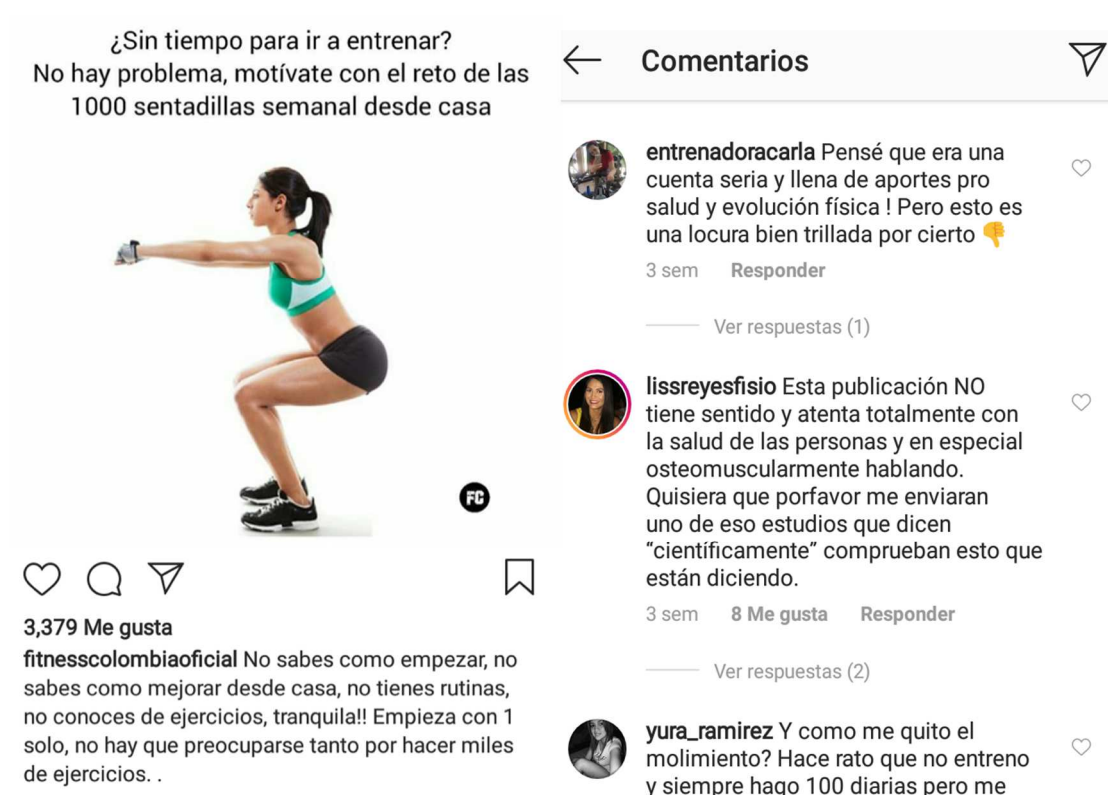 ¿Sin tiempo para ir a entrenar?
No hay problema, motívate con el reto de las
1000 sentadillas semanal desde casa
FC
3,379 Me gusta
fitnesscolombiaoficial No sabes como empezar, no
sabes como mejorar desde casa, no tienes rutinas,
no conoces de ejercicios, tranquila!! Empieza con 1
solo, no hay que preocuparse tanto por hacer miles
de ejercicios. .
Comentarios
entrenadoracarla Pensé que era una
cuenta seria y llena de aportes pro
salud y evolución física ! Pero esto es
una locura bien trillada por cierto 👎
3 sem Responder
Ver respuestas (1)
lissreyesfisio Esta publicación NO
tiene sentido y atenta totalmente con
la salud de las personas y en especial
osteomuscularmente hablando.
Quisiera que porfavor me enviaran
uno de eso estudios que dicen
“científicamente” comprueban esto que
están diciendo.
3 sem 8 Me gusta Responder
Ver respuestas (2)
yura_ramirez Y como me quito el
molimiento? Hace rato que no entreno
y siempre hago 100 diarias pero me